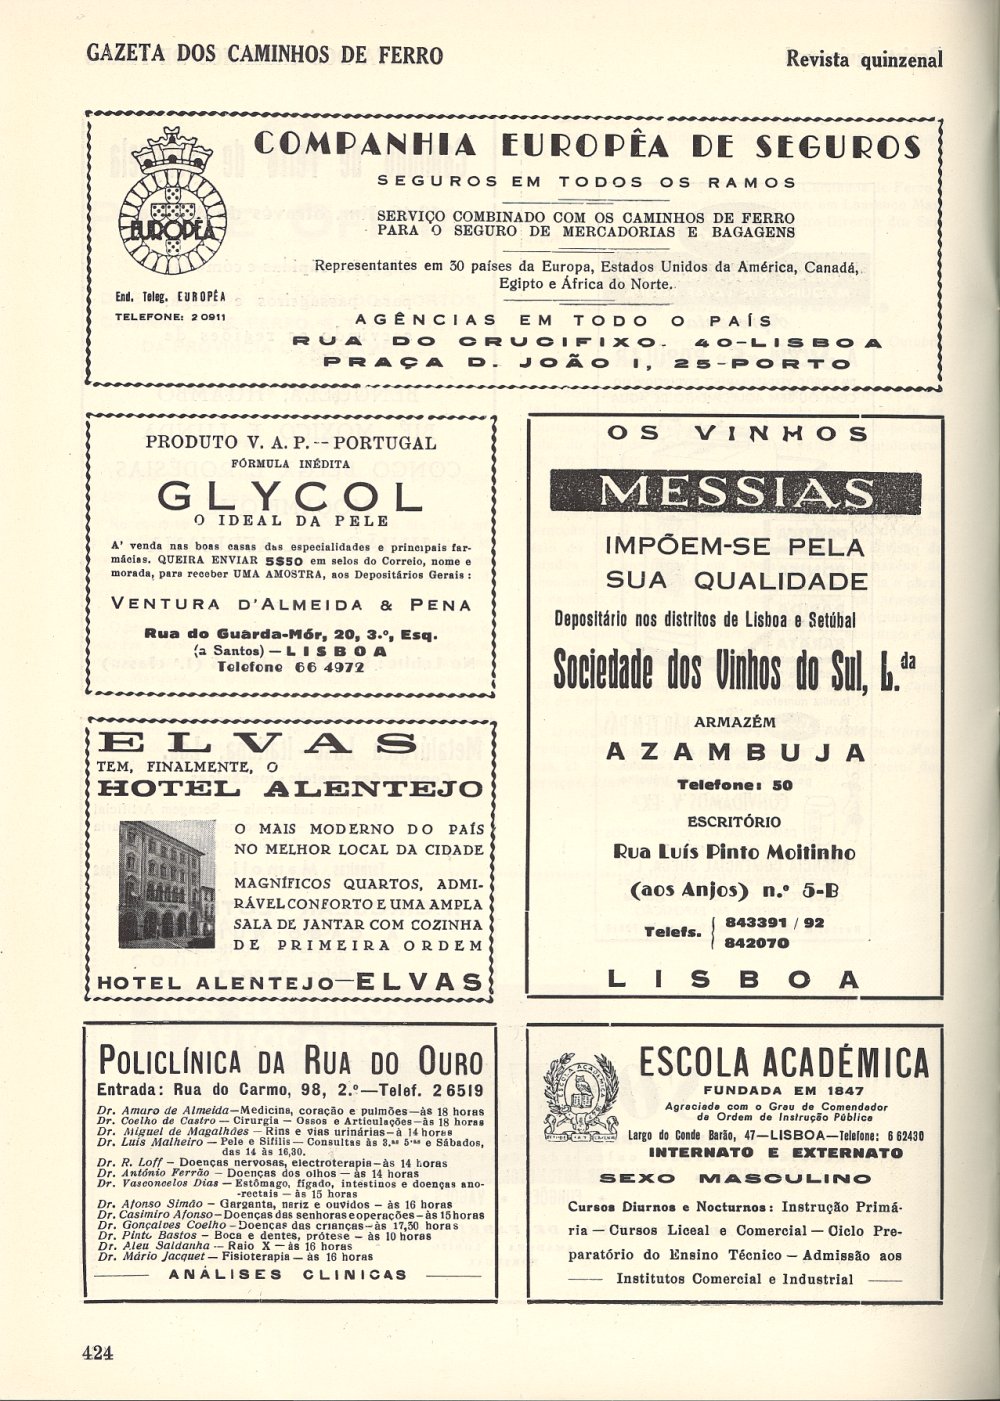 GAZETA DOS CAMINHOS DE FERRO
Revista quinzenal
COMPANHIA EUROPÊA DE SEGUROS
SEGUROS EM TODOS OS RAMOS
SERVIÇO COMBINADO COM OS CAMINHOS DE FERRO
PARA O SEGURO DE MERCADORIAS E BAGAGENS
Representantes em 30 países da Europa, Estados Unidos da América, Canadá,
Egipto e África do Norte.
EUROPÊA
End. Teleg. EUROPÊA
TELEFONE: 2 0911
AGÊNCIAS EM TODO O PAÍS
RUA DO CRUCIFIXO. 40-LISBOA
PRAÇA D. JOÃO I, 25-PORTO
PRODUTO V. A. P. -- PORTUGAL
FÓRMULA INÉDITA
GLYCOL
O IDEAL DA PELE
A' venda nas boas casas das especialidades e principais far-
mácias. QUEIRA ENVIAR 5$50 em selos do Correio, nome e
morada, para receber UMA AMOSTRA, aos Depositários Gerais:
VENTURA D'ALMEIDA & PENA
Rua do Guarda-Mór, 20, 3.º, Esq.
(a Santos) — LISBOA
Telefone 66 4972
ELVAS
TEM, FINALMENTE, O
HOTEL ALENTEJO
O MAIS MODERNO DO PAÍS
NO MELHOR LOCAL DA CIDADE
MAGNÍFICOS QUARTOS, ADMI-
RÁVEL CONFORTO E UMA AMPLA
SALA DE JANTAR COM COZINHA
DE PRIMEIRA ORDEM
HOTEL ALENTEJO—ELVAS
OS VINHOS
MESSIAS
IMPÕEM-SE PELA
SUA QUALIDADE
Depositário nos distritos de Lisboa e Setúbal
Sociedade dos Vinhos do Sul, L.da
ARMAZÉM
AZAMBUJA
Telefone: 50
ESCRITÓRIO
Rua Luís Pinto Moitinho
(aos Anjos) n.º 5-B
Telefs. { 843391 / 92
842070
LISBOA
POLICLÍNICA DA RUA DO OURO
Entrada: Rua do Carmo, 98, 2.º—Telef. 2 6519
Dr. Amaro de Almeida—Medicina, coração e pulmões—às 18 horas
Dr. Coelho de Castro — Cirurgia — Ossos e Articulações—às 18 horas
Dr. Miguel de Magalhães — Rins e vias urinárias—à 14 horas
Dr. Luís Malheiro — Pele e Sífilis — Consultas às 3.as 5.as e Sábados,
das 14 às 16,30.
Dr. R. Loff — Doenças nervosas, electroterapia—às 14 horas
Dr. António Ferrão — Doenças dos olhos — às 14 horas
Dr. Vasconcelos Dias — Estômago, fígado, intestinos e doenças ano-
-rectais — às 15 horas
Dr. Afonso Simão — Garganta, nariz e ouvidos — às 16 horas
Dr. Casimiro Afonso—Doenças das senhoras e operações—às 15 horas
Dr. Gonçalves Coelho — Doenças das crianças—às 17,30 horas
Dr. Pinto Bastos — Boca e dentes, prótese — às 10 horas
Dr. Aleu Saldanha — Raio X — às 16 horas
Dr. Mário Jacquet — Fisioterapia — às 16 horas
ANÁLISES CLINICAS
ESCOLA ACADÉMICA
FUNDADA EM 1847
Agraciada com o Grau de Comendador
da Ordem de Instrução Pública
Largo do Conde Barão, 47—LISBOA—Telefone: 6 62430
INTERNATO E EXTERNATO
SEXO MASCULINO
Cursos Diurnos e Nocturnos: Instrução Primá-
ria — Cursos Liceal e Comercial — Ciclo Pre-
paratório do Ensino Técnico — Admissão aos
Institutos Comercial e Industrial
424